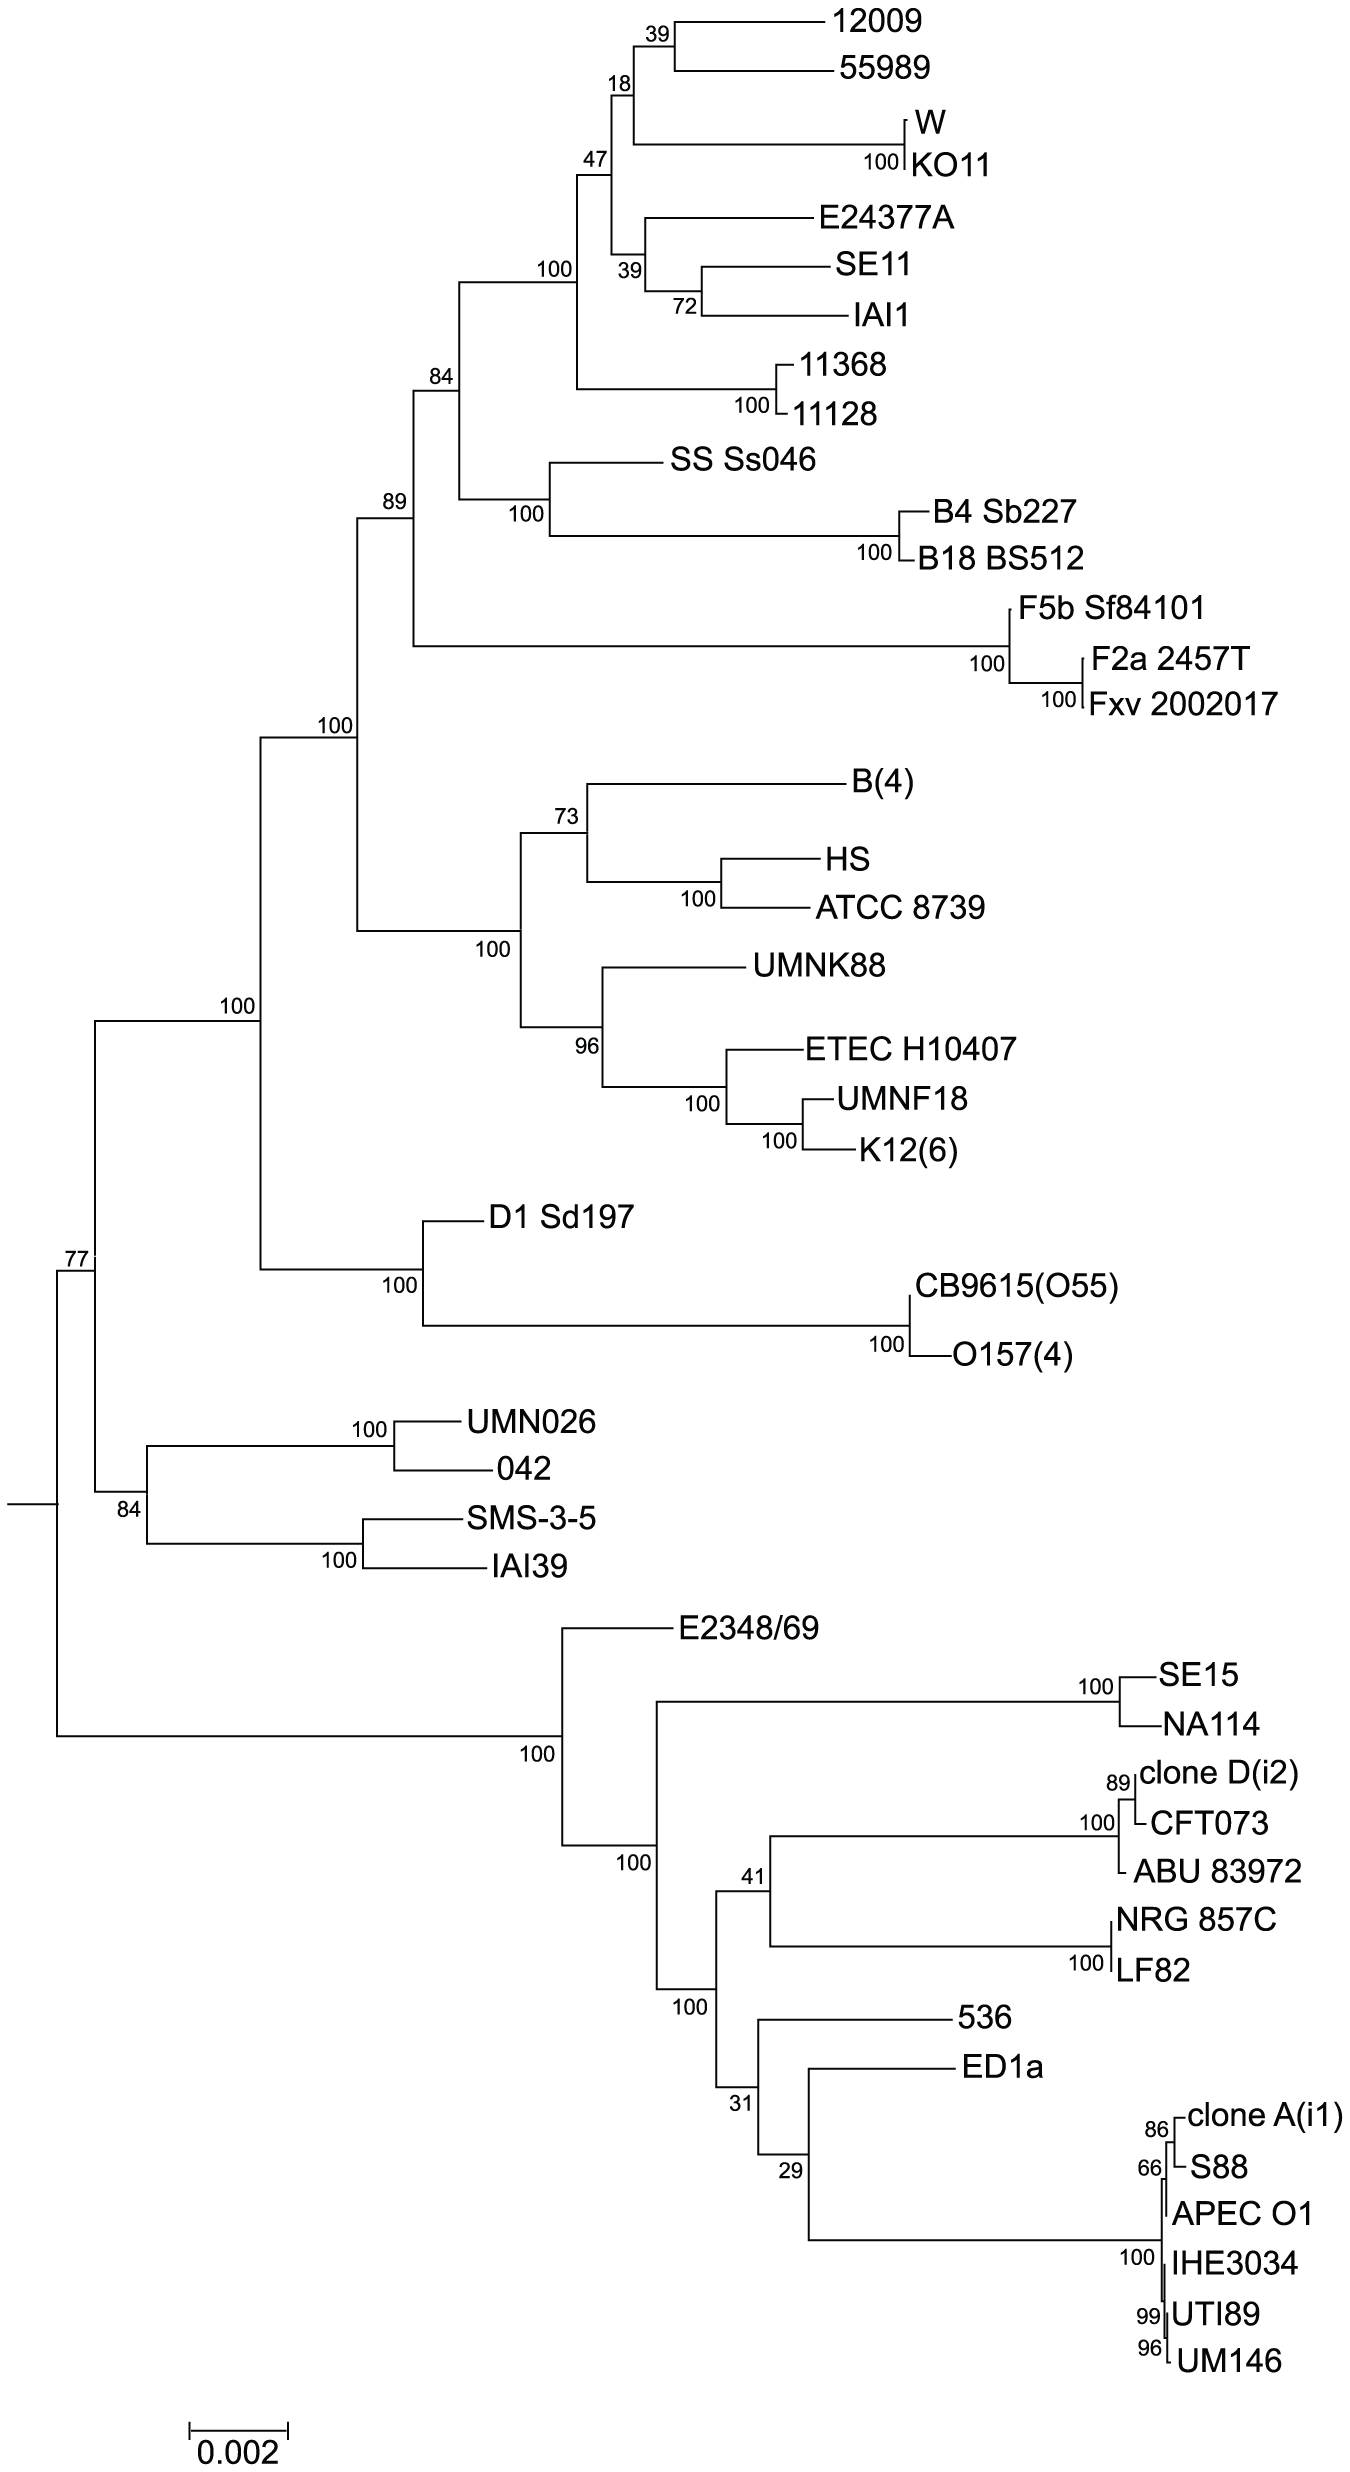 12009
39
55989
18
W
47
100
KO11
E24377A
100
39
SE11
72
IAI1
11368
84
100
11128
SS Ss046
89
100
B4 Sb227
100
B18 BS512
F5b Sf84101
100
F2a 2457T
100
Fxv 2002017
100
B(4)
73
HS
100
ATCC 8739
100
UMNK88
100
96
ETEC H10407
100
UMNF18
100
K12(6)
D1 Sd197
77
100
CB9615(O55)
100
O157(4)
100
UMN026
042
84
SMS-3-5
100
IAI39
E2348/69
100
SE15
100
NA114
89
clone D(i2)
100
CFT073
100
41
ABU 83972
NRG 857C
100
LF82
100
536
ED1a
31
clone A(i1)
86
29
66
S88
APEC O1
100
IHE3034
99
UTI89
96
UM146
0.002